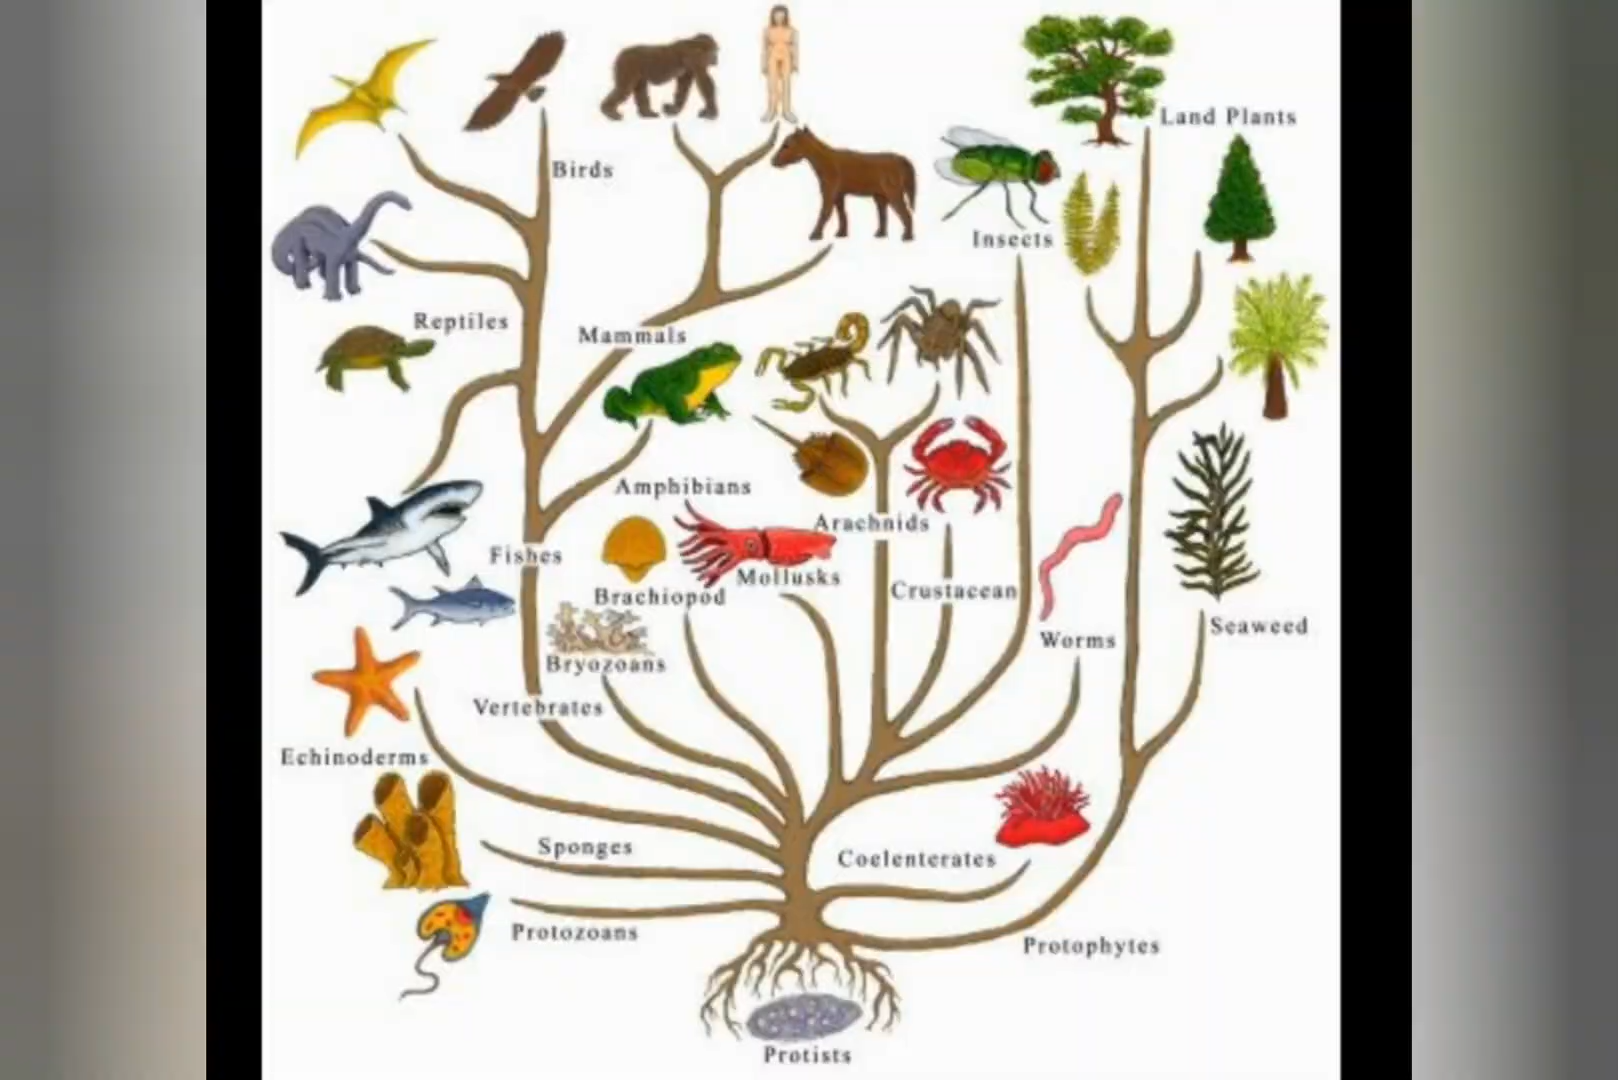 Land Plants
Birds
Insects
Reptiles
Mammals
Amphibians
Arachnids
Fishes
Mollusks
Crustacean
Brachiopod
Seaweed
Worms
Bryozoans
Vertebrates
Echinoderms
Sponges
Coelenterates
Protozoans
Protophytes
Protists